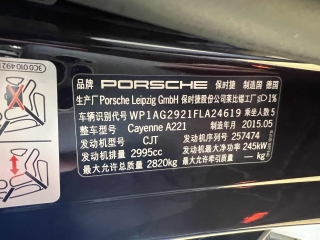 3C0 010 492
品牌 PORSCHE 保时捷 制造国 德国
生产厂 Porsche Leipzig GmbH 保时捷股份公司莱比锡工厂
车辆识别代号 WP1AG2921FLA24619 乘坐人数 5
整车型号 Cayenne A221 制造年月 2015.05
发动机型号 CJT 发动机序列号 257474
发动机排量 2995cc 发动机最大净功率 245kW
最大允许总质量 2820kg 最大允许牵引质量 — kg